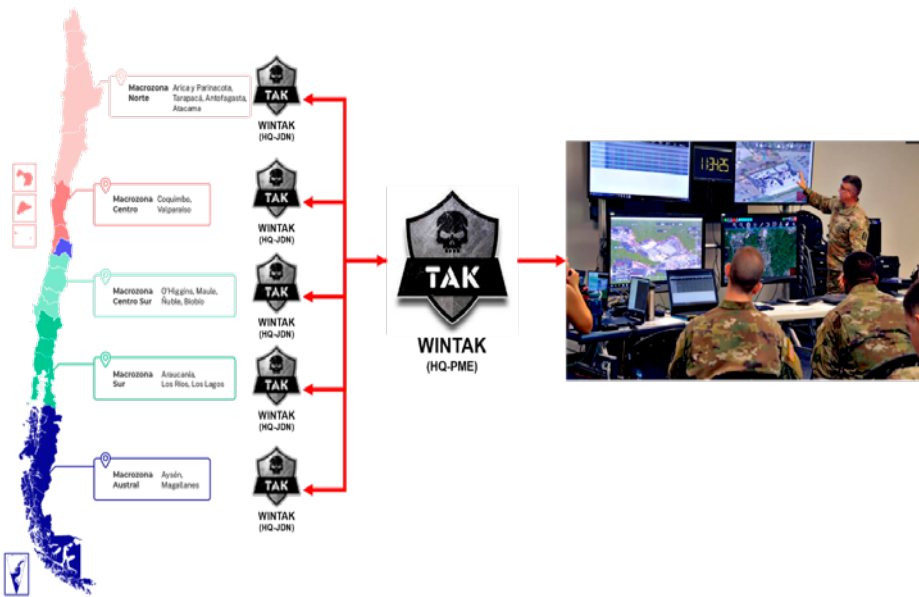 Macrozona Norte
Arica y Parinacota,
Tarapacá, Antofagasta,
Atacama
TAK
WINTAK
(HQ-JDN)
Macrozona Centro
Coquimbo,
Valparaíso
TAK
WINTAK
(HQ-JDN)
Macrozona Centro Sur
O'Higgins, Maule,
Ñuble, Biobío
TAK
WINTAK
(HQ-JDN)
Macrozona Sur
Araucanía,
Los Ríos, Los Lagos
TAK
WINTAK
(HQ-JDN)
Macrozona Austral
Aysén,
Magallanes
TAK
WINTAK
(HQ-JDN)
TAK
WINTAK
(HQ-PME)
113425